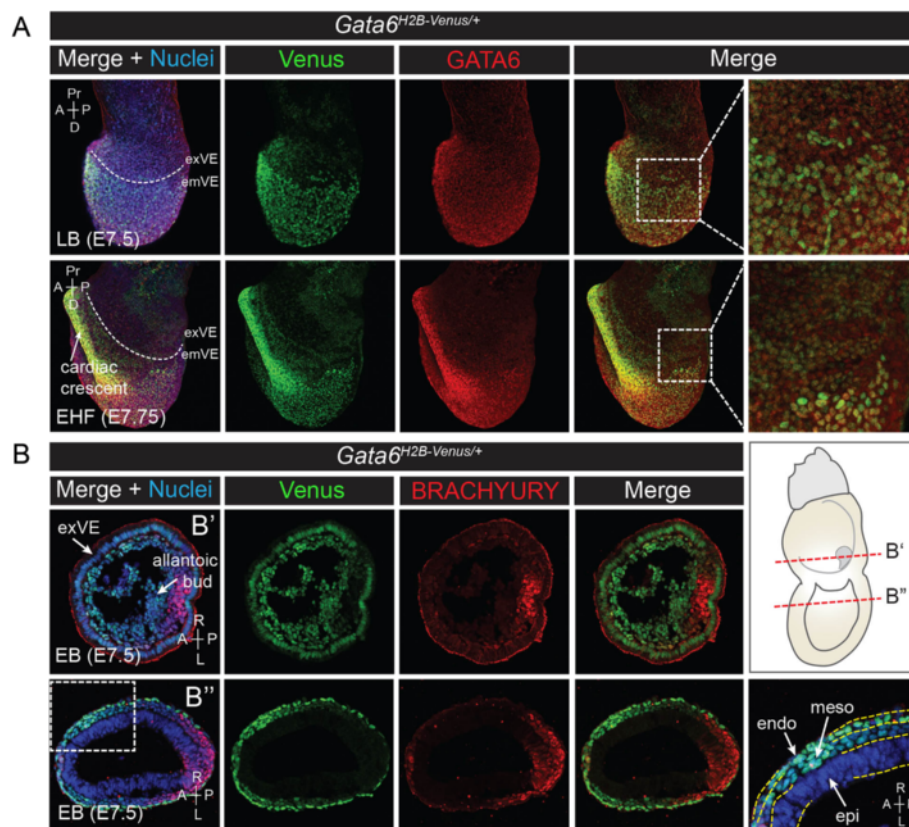 A
Gata6H2B-Venus/+
Merge + Nuclei
Venus
GATA6
Merge
Pr
A P
D
exVE
emVE
LB (E7.5)
Pr
A P
D
exVE
emVE
cardiac
crescent
EHF (E7.75)
B
Gata6H2B-Venus/+
Merge + Nuclei
Venus
BRACHYURY
Merge
exVE
B'
allantoic
bud
R
A P
L
EB (E7.5)
B'
B"
B"
R
A P
L
EB (E7.5)
endo
meso
epi
R
A
L